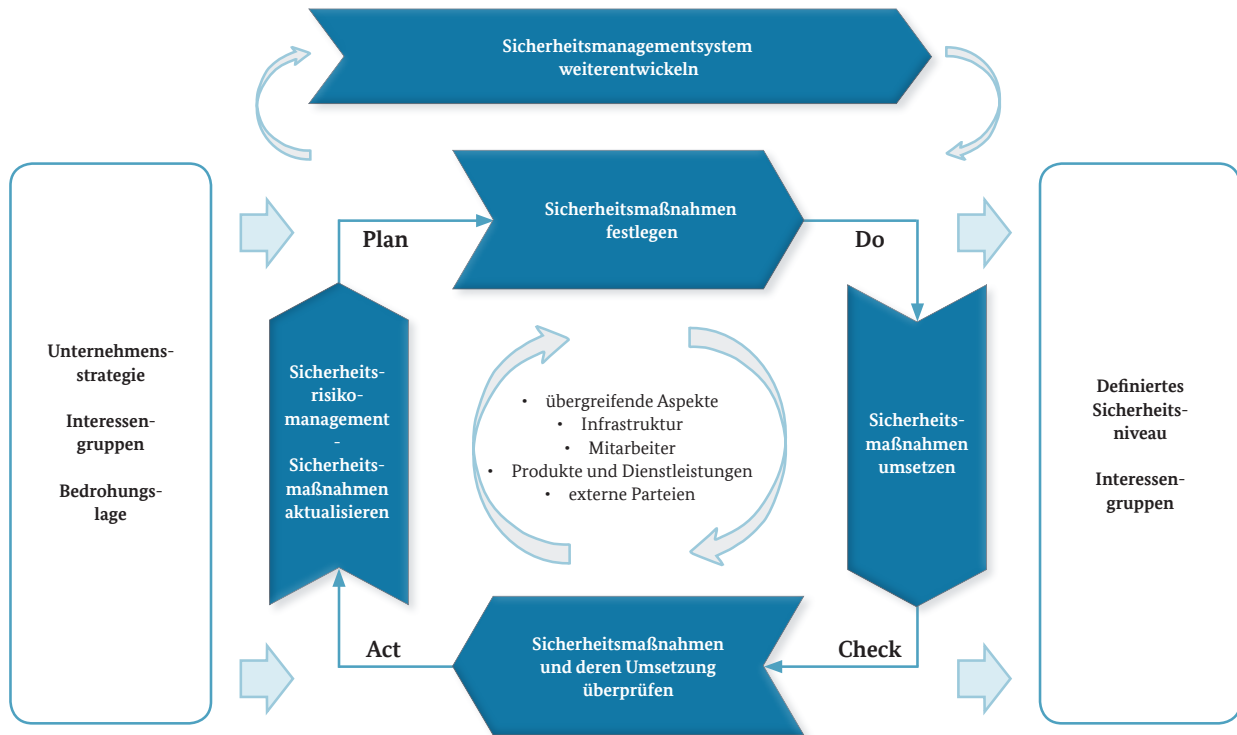 Sicherheitsmanagementsystem
weiterentwickeln
Unternehmens-
strategie
Interessen-
gruppen
Bedrohungs-
lage
Plan
Sicherheitsmaßnahmen
festlegen
Do
Sicherheits-
risiko-
management
-
Sicherheits-
maßnahmen
aktualisieren
• übergreifende Aspekte
• Infrastruktur
• Mitarbeiter
• Produkte und Dienstleistungen
• externe Parteien
Sicherheits-
maßnahmen
umsetzen
Act
Sicherheitsmaßnahmen
und deren Umsetzung
überprüfen
Check
Definiertes
Sicherheits-
niveau
Interessen-
gruppen